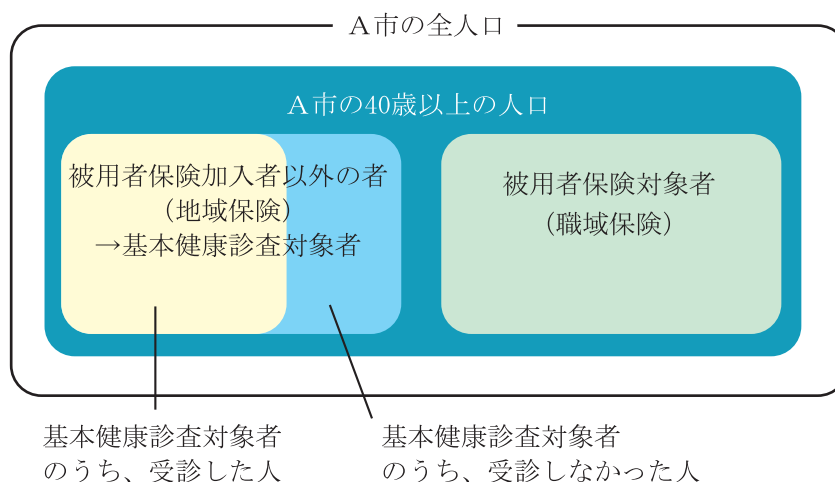 A市の全人口
A市の40歳以上の人口
被用者保険加入者以外の者
（地域保険）
→基本健康診査対象者
被用者保険対象者
（職域保険）
基本健康診査対象者
のうち、受診した人
基本健康診査対象者
のうち、受診しなかった人